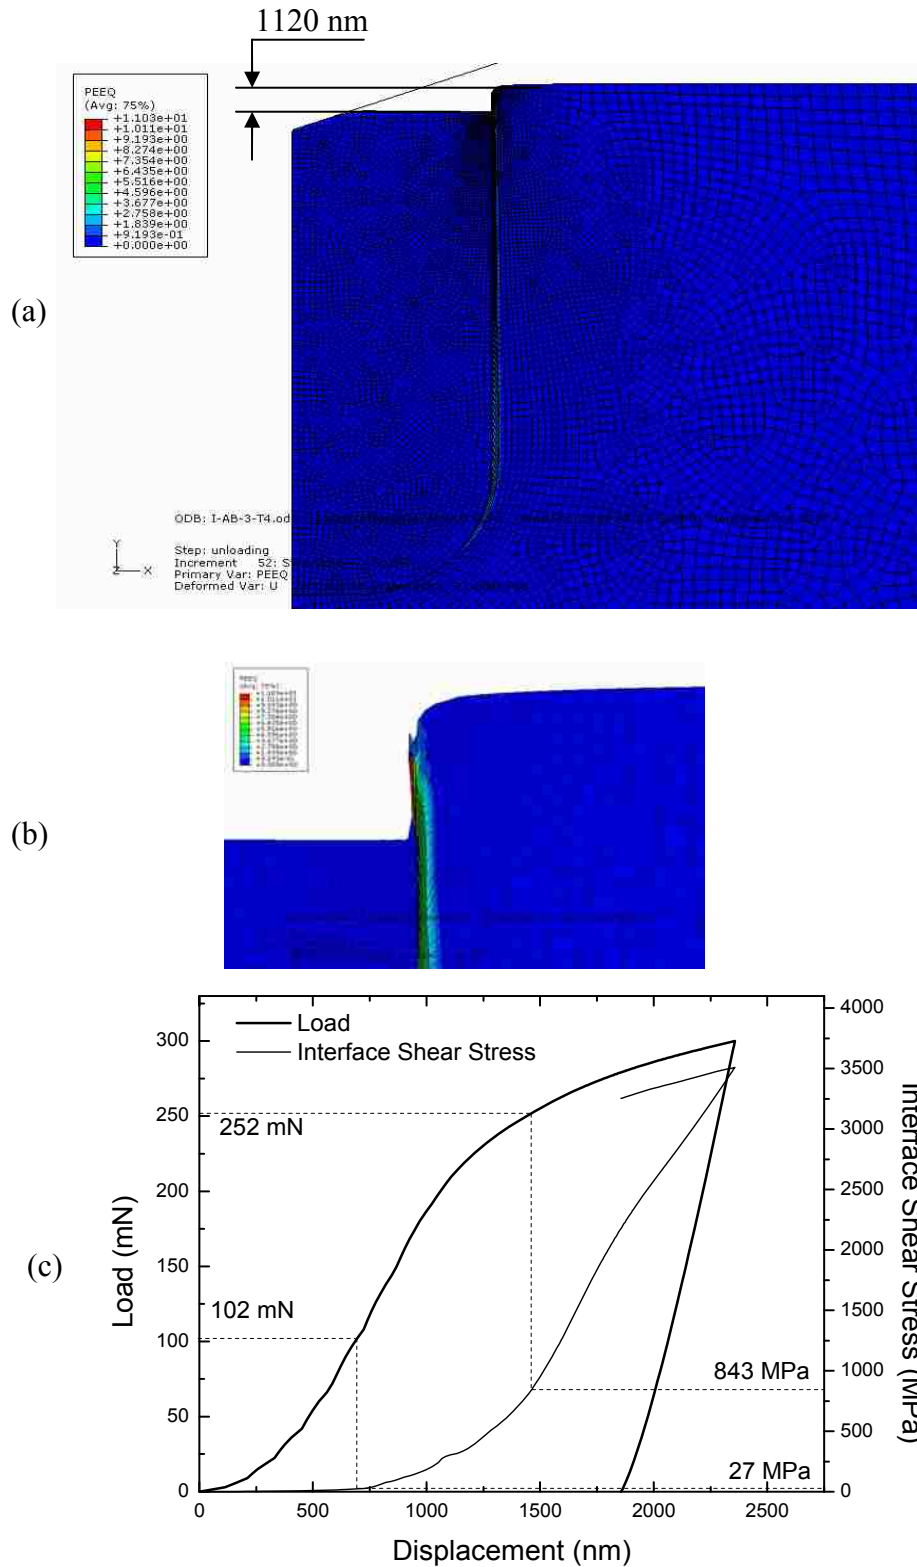 1120 nm
PEEQ
(Avg: 75%)
+1.103e+01
+1.011e+01
+9.193e+00
+8.274e+00
+7.354e+00
+6.435e+00
+5.516e+00
+4.596e+00
+3.677e+00
+2.758e+00
+1.839e+00
+9.193e-01
+0.000e+00
(a)
ODB: I-AB-3-T4.od
Y
Z X
Step: unloading
Increment 52: S
Primary Var: PEEQ
Deformed Var: U
(b)
PEEQ
(Avg: 75%)
(c)
Load
Interface Shear Stress
252 mN
102 mN
843 MPa
27 MPa
Load (mN)
300
250
200
150
100
50
0
Interface Shear Stress (MPa)
4000
3500
3000
2500
2000
1500
1000
500
0
0 500 1000 1500 2000 2500
Displacement (nm)